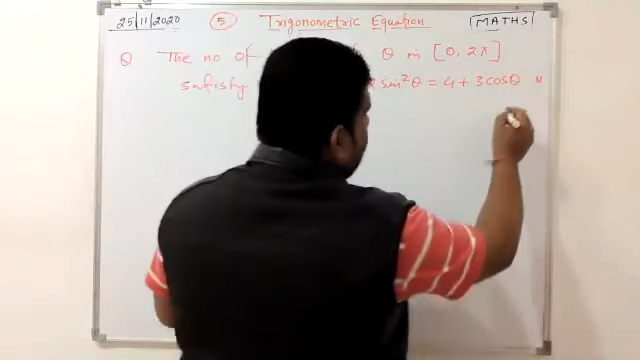 25/11/2020 5 Trigonometric Equation MATHS
Q The no of θ in [0, 2π]
satisfy sin²θ = 4 + 3cosθ